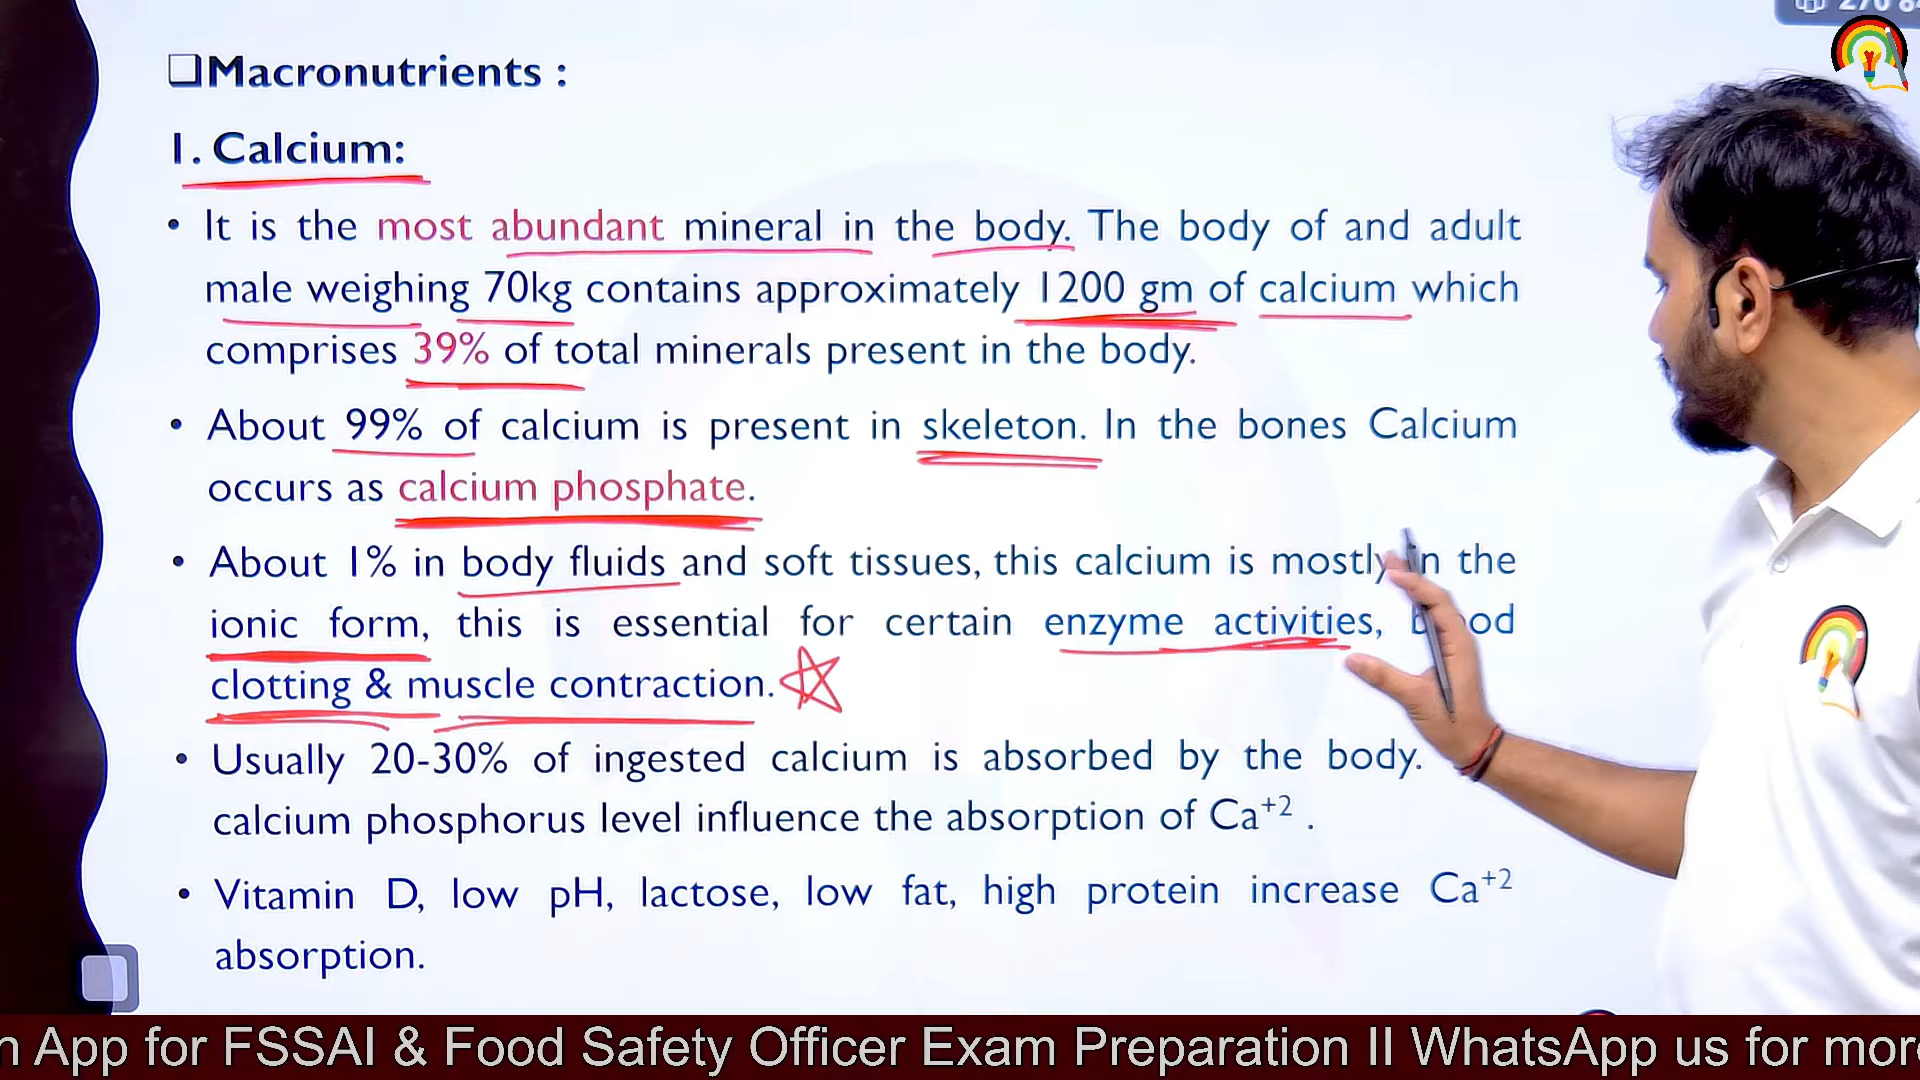 270 8
❑Macronutrients :
1. Calcium:
• It is the most abundant mineral in the body. The body of and adult
male weighing 70kg contains approximately 1200 gm of calcium which
comprises 39% of total minerals present in the body.
• About 99% of calcium is present in skeleton. In the bones Calcium
occurs as calcium phosphate.
• About 1% in body fluids and soft tissues, this calcium is mostly in the
ionic form, this is essential for certain enzyme activities,
clotting & muscle contraction.
• Usually 20-30% of ingested calcium is absorbed by the body.
calcium phosphorus level influence the absorption of Ca⁺² .
• Vitamin D, low pH, lactose, low fat, high protein increase Ca⁺²
absorption.
n App for FSSAI & Food Safety Officer Exam Preparation II WhatsApp us for more